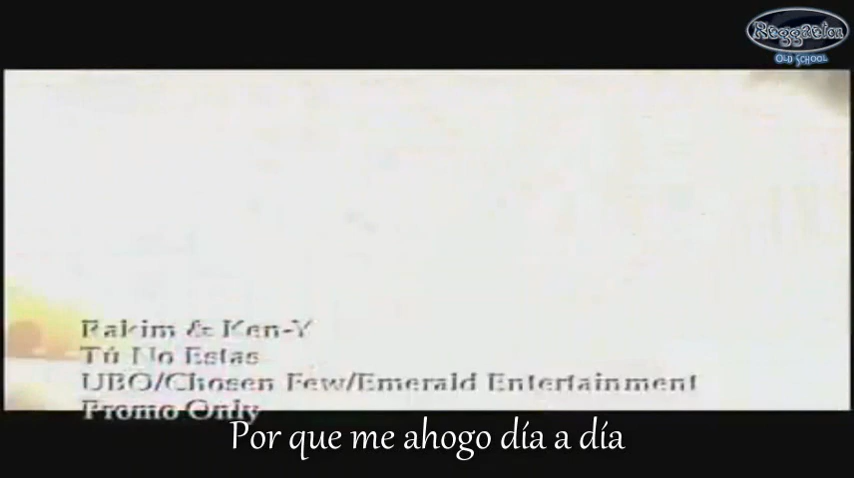 Reggaeton
Old School
Rakim & Ken-Y
Tú No Estas
UBO/Chosen Few/Emerald Entertainment
Promo Only
Por que me ahogo día a día